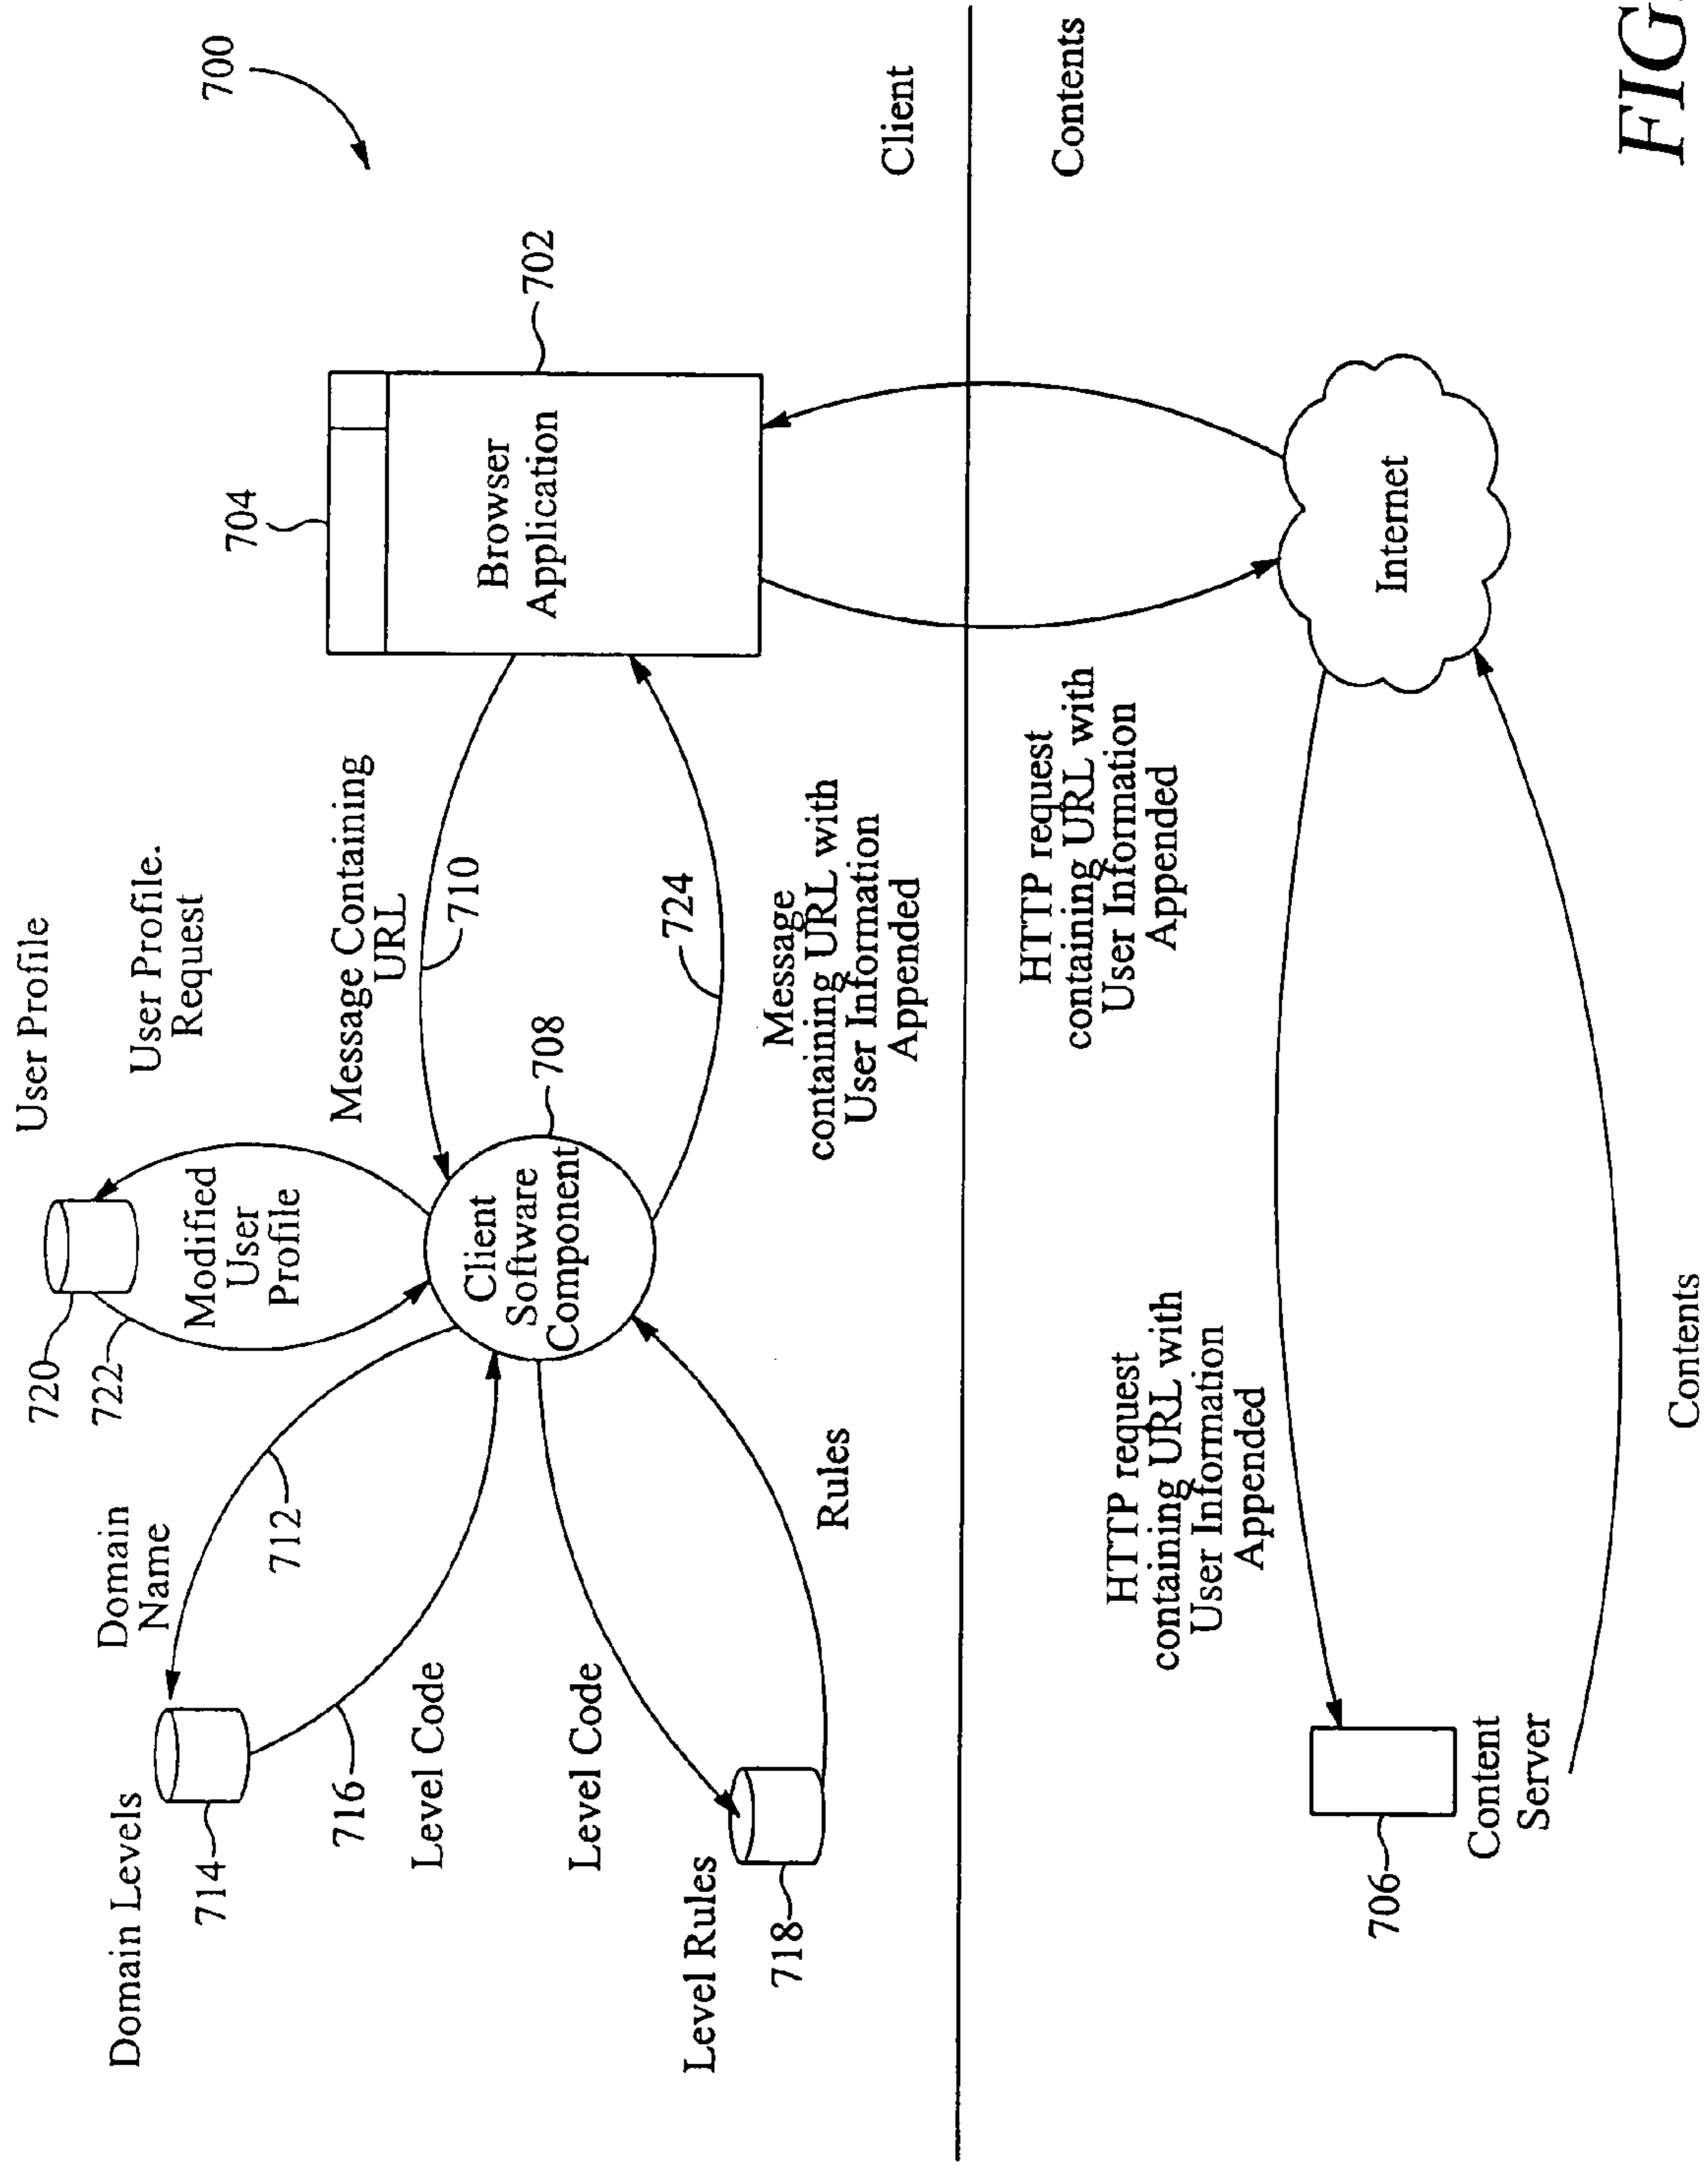 700
User Profile
User Profile.
Request
720
722
Modified
User
Profile
704
702
Browser
Application
Message Containing
URL
710
Domain Levels
714
Domain
Name
712
716
Level Code
Client
Software
Component
708
724
Message
containing URL with
User Information
Appended
Level Code
Level Rules
718
Rules
Client
Contents
HTTP request
containing URL with
User Information
Appended
HTTP request
containing URL with
User Information
Appended
Internet
706
Content
Server
Contents
FIG.